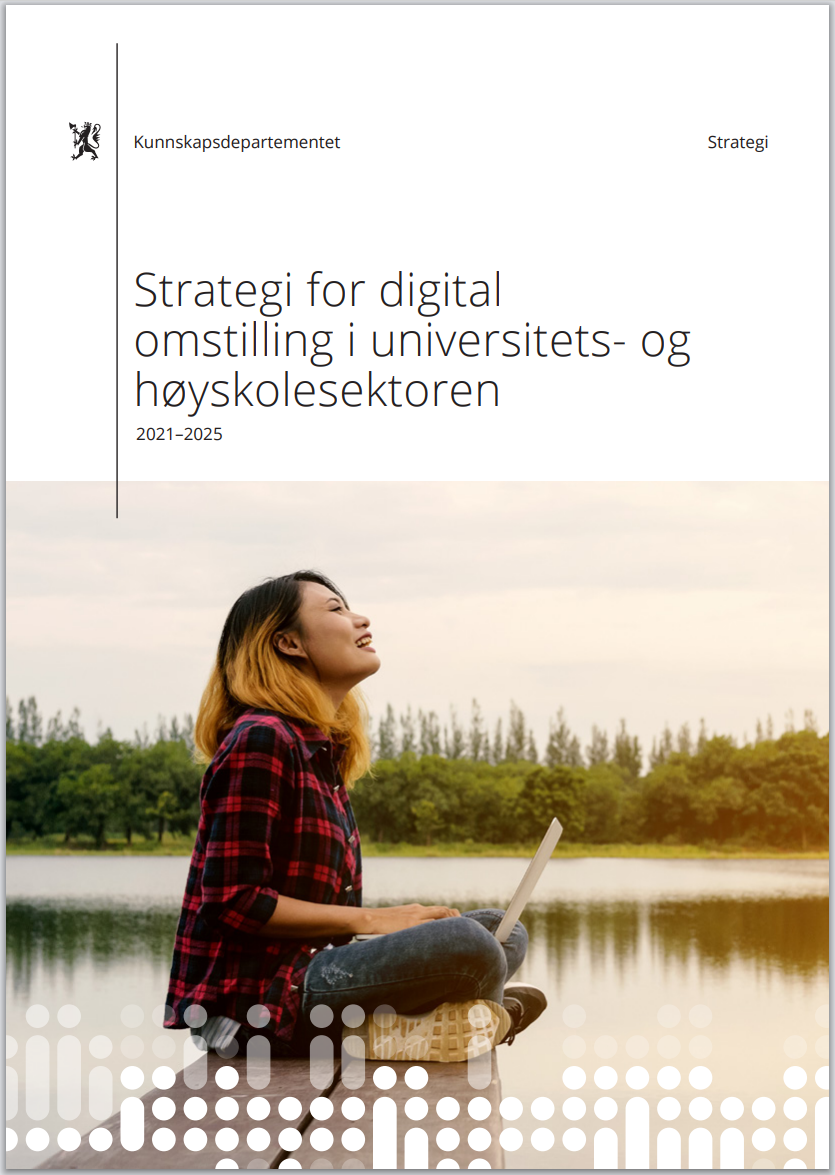 Kunnskapsdepartementet
Strategi
Strategi for digital
omstilling i universitets- og
høyskolesektoren
2021–2025